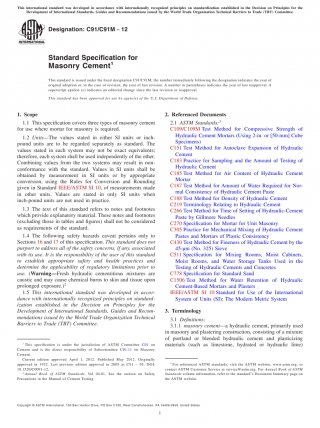 This international standard was developed in accordance with internationally recognized principles on standardization established in the Decision on Principles for the
Development of International Standards, Guides and Recommendations issued by the World Trade Organization Technical Barriers to Trade (TBT) Committee.
Designation: C91/C91M − 12
Standard Specification for
Masonry Cement1
This standard is issued under the fixed designation C91/C91M; the number immediately following the designation indicates the year of
original adoption or, in the case of revision, the year of last revision. A number in parentheses indicates the year of last reapproval. A
superscript epsilon (ε) indicates an editorial change since the last revision or reapproval.
This standard has been approved for use by agencies of the U.S. Department of Defense.
1. Scope
1.1 This specification covers three types of masonry cement
for use where mortar for masonry is required.
1.2 Units—The values stated in either SI units or inch-
pound units are to be regarded separately as standard. The
values stated in each system may not be exact equivalents;
therefore, each system shall be used independently of the other.
Combining values from the two systems may result in non-
conformance with the standard. Values in SI units shall be
obtained by measurement in SI units or by appropriate
conversion, using the Rules for Conversion and Rounding
given in Standard IEEE/ASTM SI 10, of measurements made
in other units. Values are stated in only SI units when
inch-pound units are not used in practice.
1.3 The text of this standard refers to notes and footnotes
which provide explanatory material. These notes and footnotes
(excluding those in tables and figures) shall not be considered
as requirements of the standard.
1.4 The following safety hazards caveat pertains only to
Sections 16 and 17 of this specification. This standard does not
purport to address all of the safety concerns, if any, associated
with its use. It is the responsibility of the user of this standard
to establish appropriate safety and health practices and
determine the applicability of regulatory limitations prior to
use. (Warning—Fresh hydraulic cementitious mixtures are
caustic and may cause chemical burns to skin and tissue upon
prolonged exposure.)2
1.5 This international standard was developed in accor-
dance with internationally recognized principles on standard-
ization established in the Decision on Principles for the
Development of International Standards, Guides and Recom-
mendations issued by the World Trade Organization Technical
Barriers to Trade (TBT) Committee.
1 This specification is under the jurisdiction of ASTM Committee C01 on
Cement and is the direct responsibility of Subcommittee C01.11 on Masonry
Cement.
Current edition approved April 1, 2012. Published May 2012. Originally
approved in 1932. Last previous edition approved in 2005 as C91 – 05. DOI:
10.1520/C0091-12.
2 Annual Book of ASTM Standards, Vol 04.01. See the section on Safety
Precautions in the Manual of Cement Testing.
2. Referenced Documents
2.1 ASTM Standards:3
C109/C109M Test Method for Compressive Strength of
Hydraulic Cement Mortars (Using 2-in. or [50-mm] Cube
Specimens)
C151 Test Method for Autoclave Expansion of Hydraulic
Cement
C183 Practice for Sampling and the Amount of Testing of
Hydraulic Cement
C185 Test Method for Air Content of Hydraulic Cement
Mortar
C187 Test Method for Amount of Water Required for Nor-
mal Consistency of Hydraulic Cement Paste
C188 Test Method for Density of Hydraulic Cement
C219 Terminology Relating to Hydraulic Cement
C266 Test Method for Time of Setting of Hydraulic-Cement
Paste by Gillmore Needles
C270 Specification for Mortar for Unit Masonry
C305 Practice for Mechanical Mixing of Hydraulic Cement
Pastes and Mortars of Plastic Consistency
C430 Test Method for Fineness of Hydraulic Cement by the
45-µm (No. 325) Sieve
C511 Specification for Mixing Rooms, Moist Cabinets,
Moist Rooms, and Water Storage Tanks Used in the
Testing of Hydraulic Cements and Concretes
C778 Specification for Standard Sand
C1506 Test Method for Water Retention of Hydraulic
Cement-Based Mortars and Plasters
IEEE/ASTM SI 10 Standard for Use of the International
System of Units (SI): The Modern Metric System
3. Terminology
3.1 Definitions:
3.1.1 masonry cement—a hydraulic cement, primarily used
in masonry and plastering construction, consisting of a mixture
of portland or blended hydraulic cement and plasticizing
materials (such as limestone, hydrated or hydraulic lime)
3 For referenced ASTM standards, visit the ASTM website, www.astm.org, or
contact ASTM Customer Service at service@astm.org. For Annual Book of ASTM
Standards volume information, refer to the standard's Document Summary page on
the ASTM website.
Copyright © ASTM International, 100 Barr Harbor Drive, PO Box C700, West Conshohocken, PA 19428-2959. United States
1